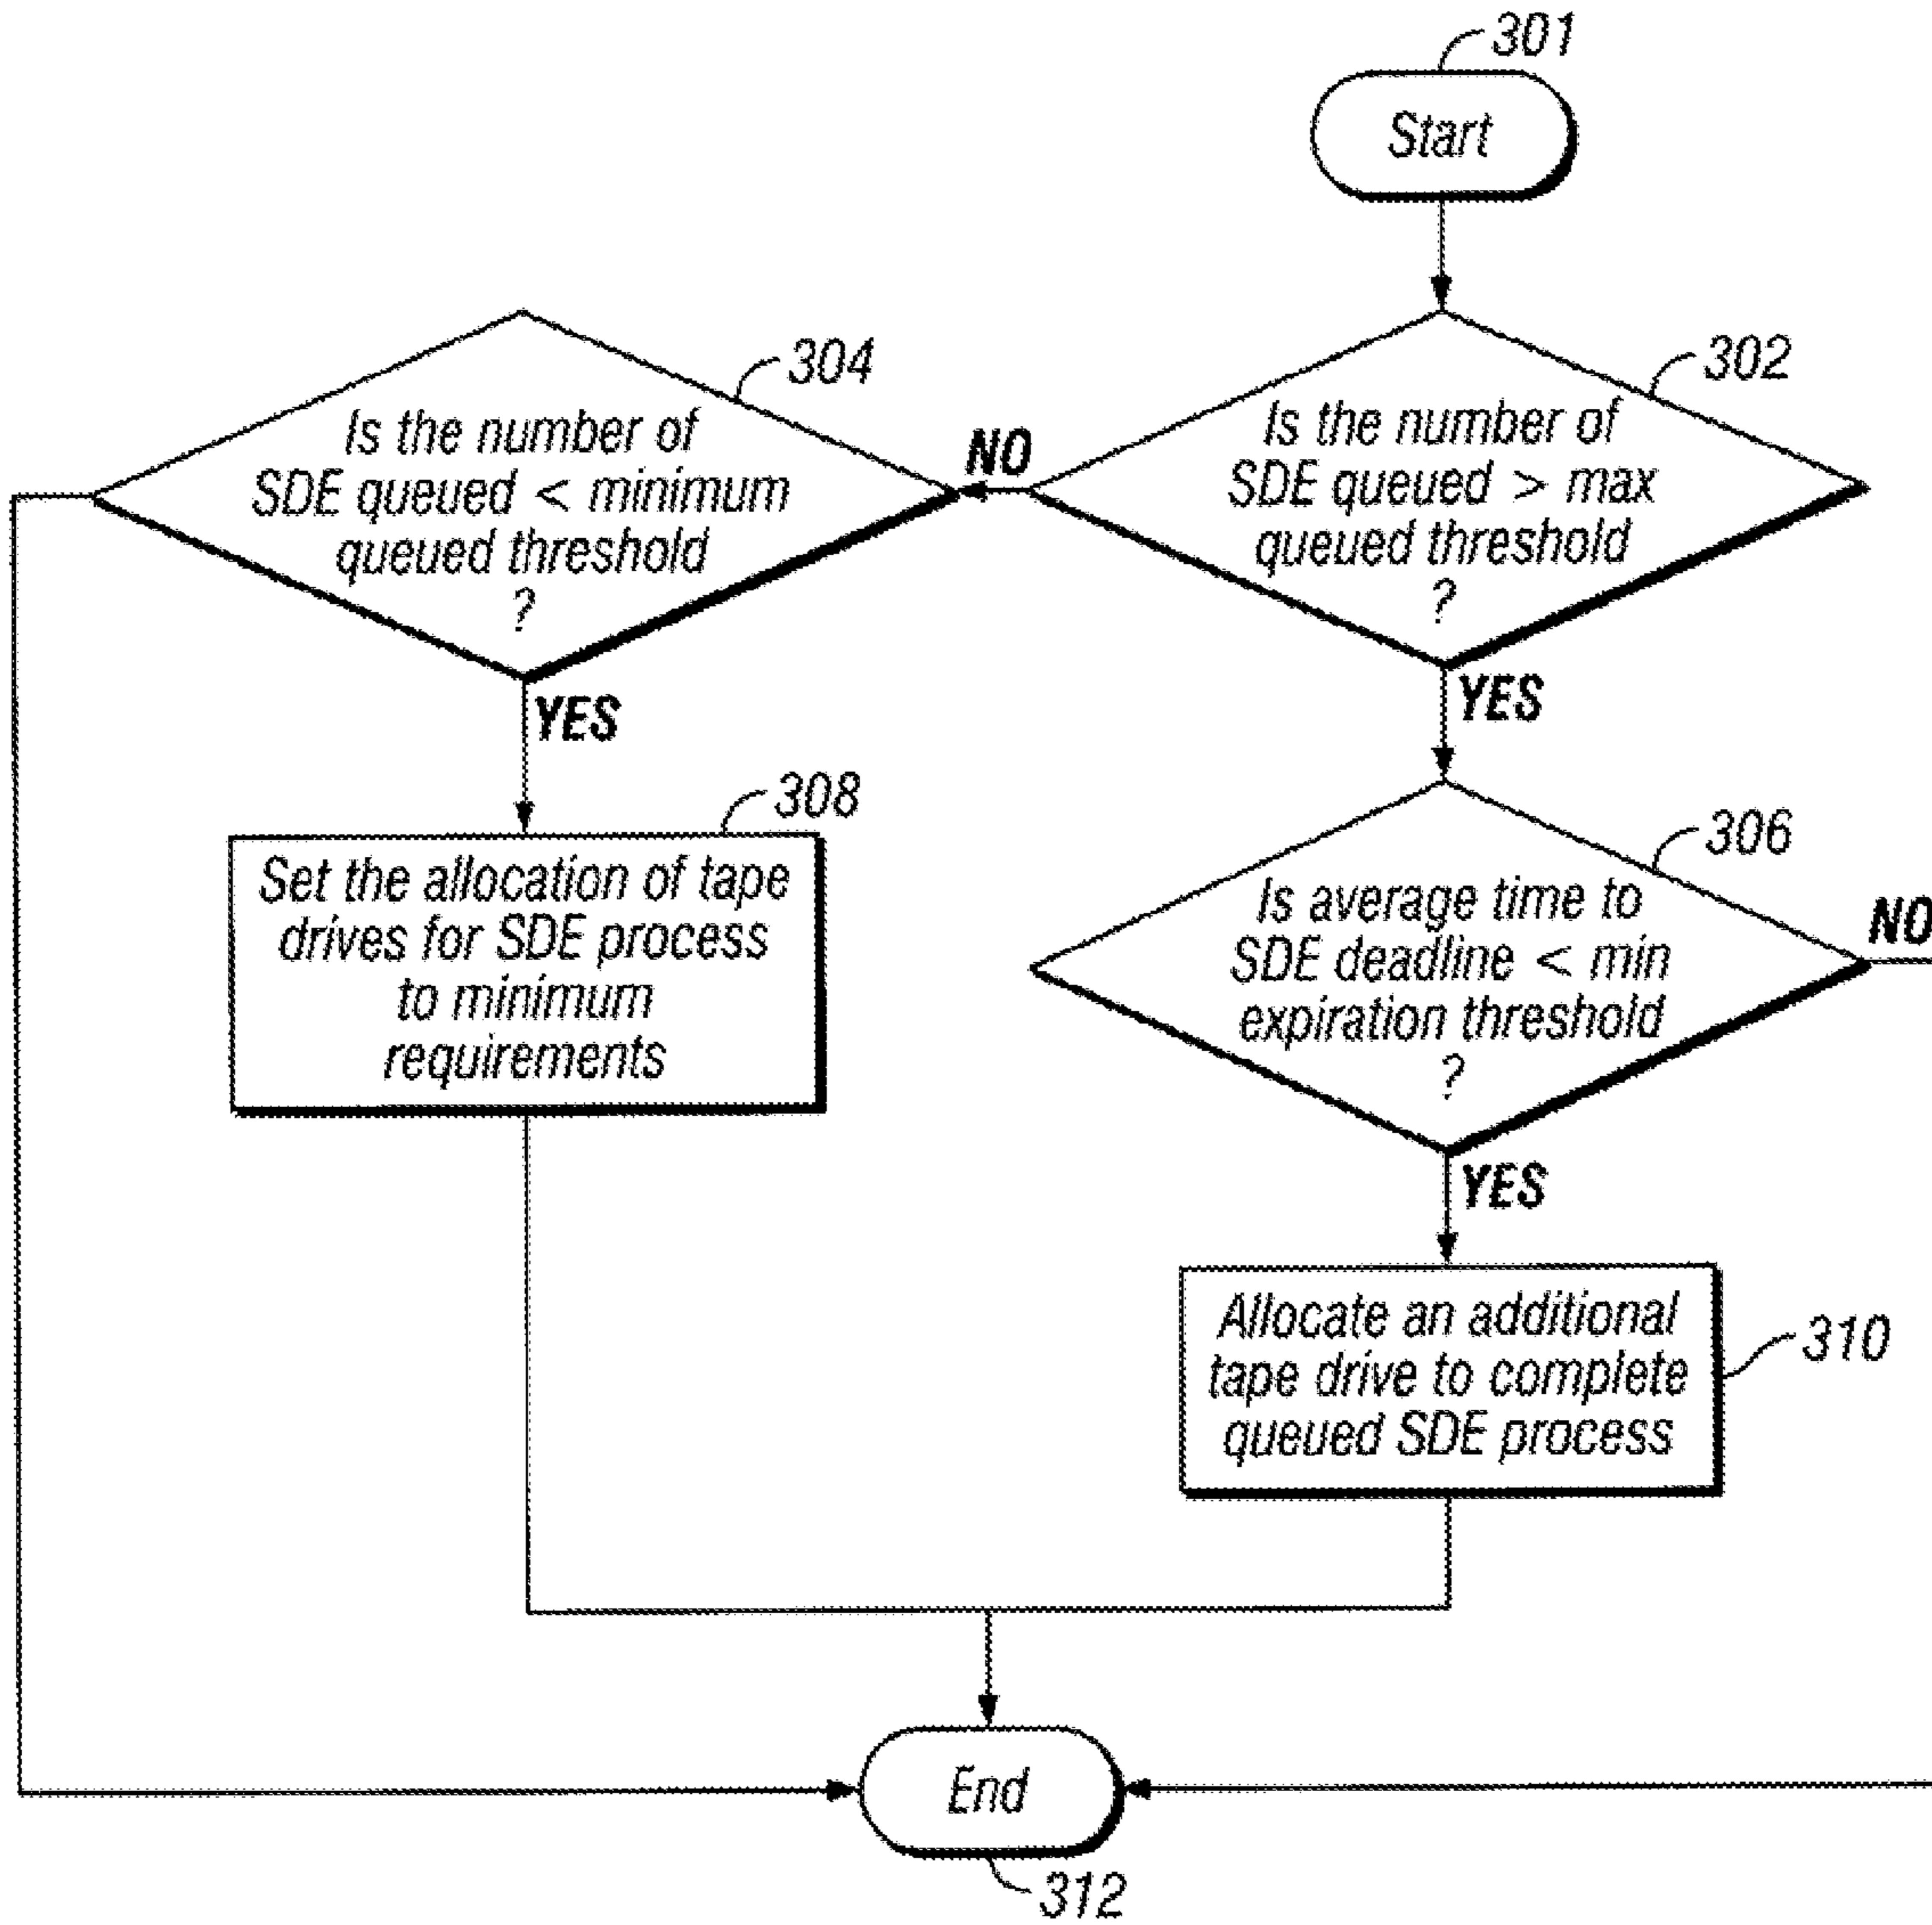 301
Start
304
Is the number of
SDE queued < minimum
queued threshold
?
NO
302
Is the number of
SDE queued > max
queued threshold
?
YES
YES
308
Set the allocation of tape
drives for SDE process
to minimum
requirements
306
Is average time to
SDE deadline < min
expiration threshold
?
NO
YES
Allocate an additional
tape drive to complete
queued SDE process
310
End
312